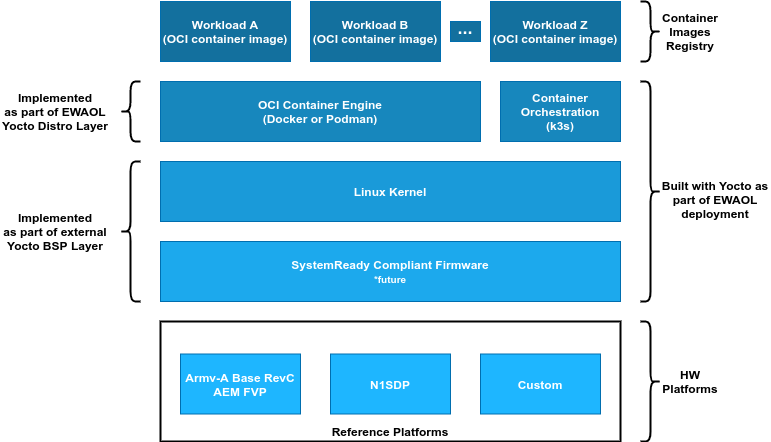 Workload A
(OCI container image)
Workload B
(OCI container image)
...
Workload Z
(OCI container image)
Container
Images
Registry
Implemented
as part of EWAOL
Yocto Distro Layer
OCI Container Engine
(Docker or Podman)
Container
Orchestration
(k3s)
Linux Kernel
Built with Yocto as
part of EWAOL
deployment
Implemented
as part of external
Yocto BSP Layer
SystemReady Compliant Firmware
*future
Armv-A Base RevC
AEM FVP
N1SDP
Custom
HW
Platforms
Reference Platforms